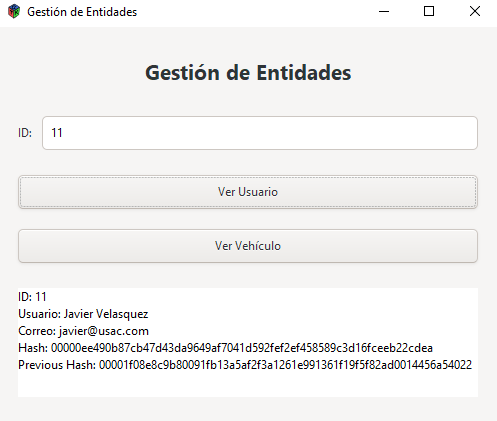 Gestión de Entidades
Gestión de Entidades
ID: 11
Ver Usuario
Ver Vehículo
ID: 11
Usuario: Javier Velasquez
Correo: javier@usac.com
Hash: 00000ee490b87cb47d43da9649af7041d592fef2ef458589c3d16fceeb22cdea
Previous Hash: 00001f08e8c9b80091fb13a5af2f3a1261e991361f19f5f82ad0014456a54022